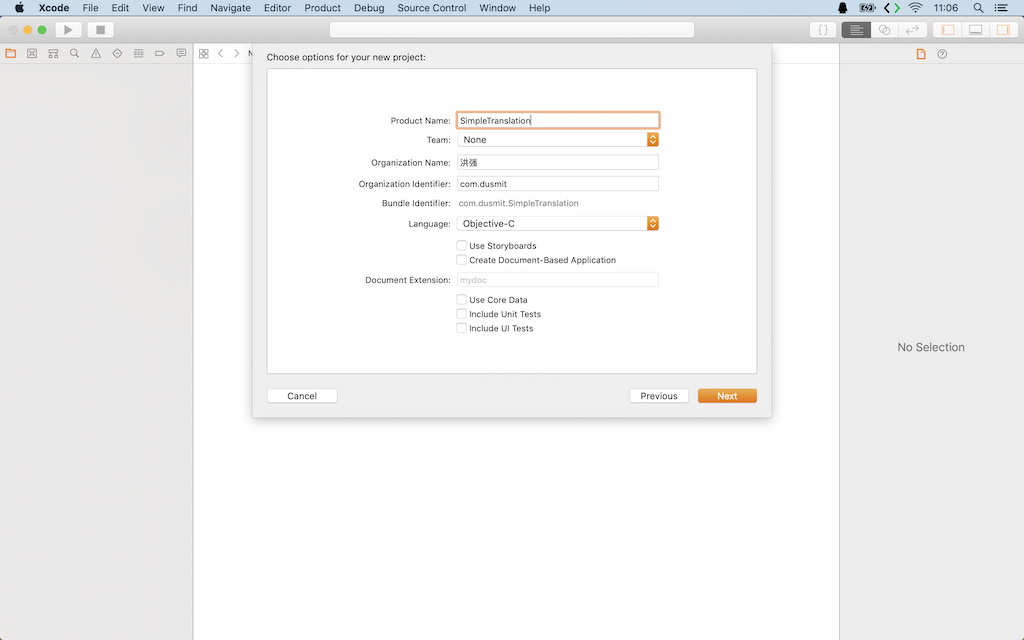 Xcode File Edit View Find Navigate Editor Product Debug Source Control Window Help 11:06
Choose options for your new project:
Product Name: SimpleTranslation
Team: None
Organization Name: 洪强
Organization Identifier: com.dusmit
Bundle Identifier: com.dusmit.SimpleTranslation
Language: Objective-C
Use Storyboards
Create Document-Based Application
Document Extension: mydoc
Use Core Data
Include Unit Tests
Include UI Tests
No Selection
Cancel Previous Next